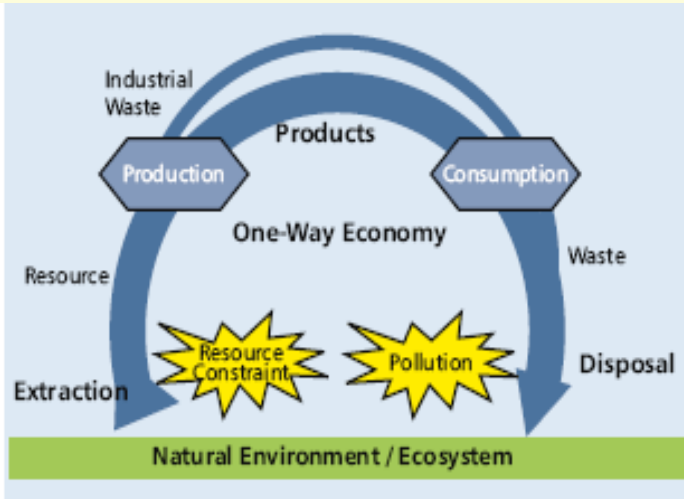 Industrial
Waste
Products
Production
Consumption
One-Way Economy
Resource
Waste
Resource
Constraint
Pollution
Extraction
Disposal
Natural Environment / Ecosystem